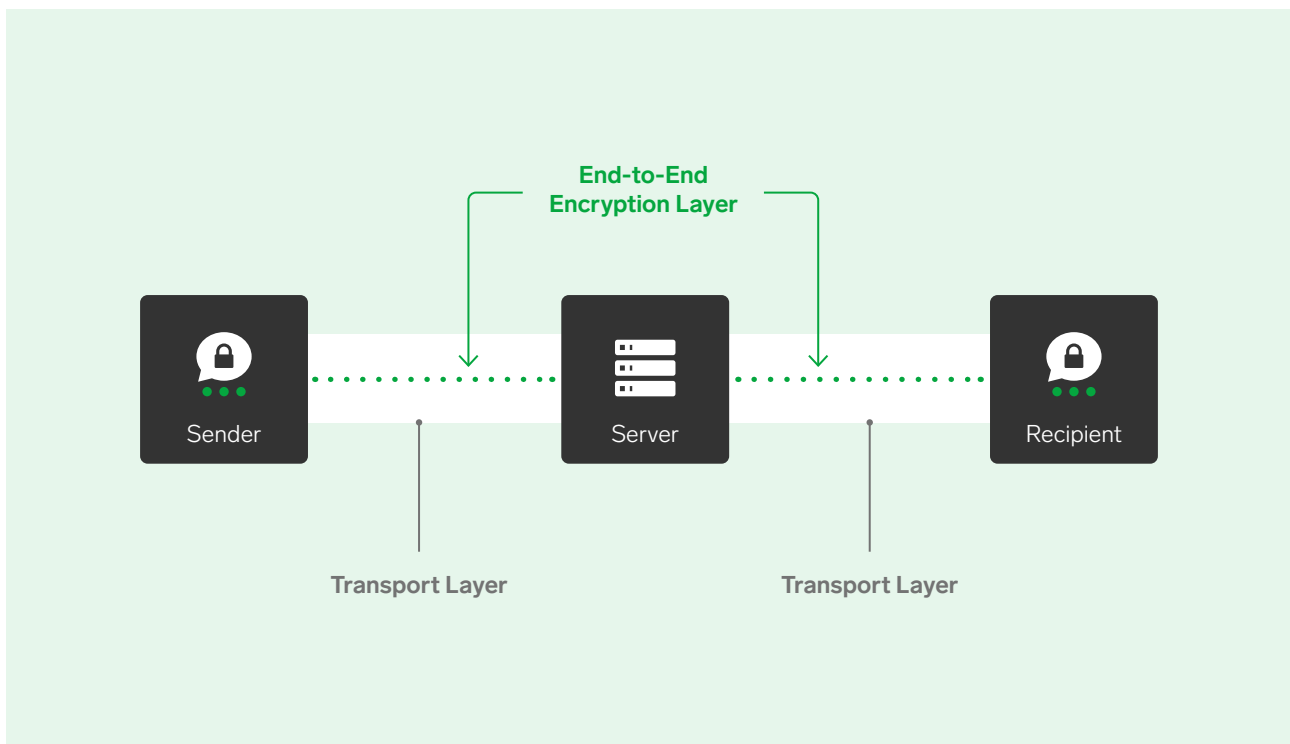 End-to-End
Encryption Layer
Sender
Server
Recipient
Transport Layer
Transport Layer